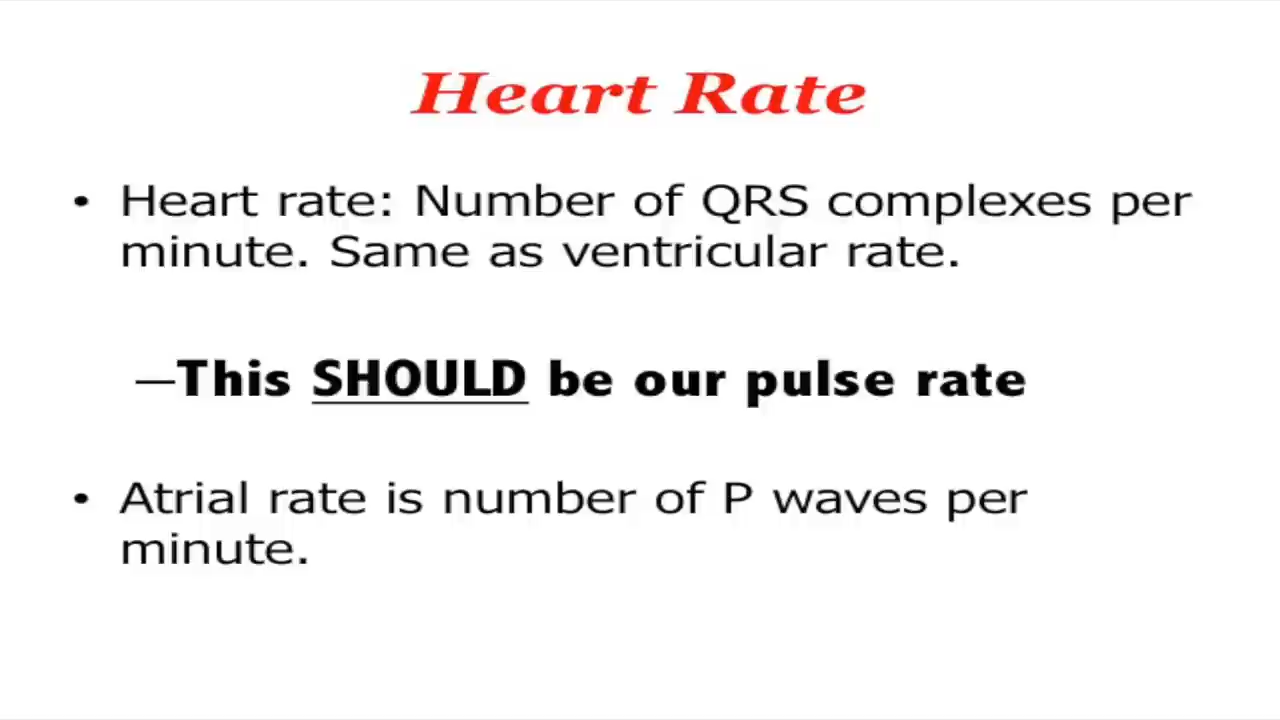 Heart Rate
• Heart rate: Number of QRS complexes per
minute. Same as ventricular rate.
—This SHOULD be our pulse rate
• Atrial rate is number of P waves per
minute.